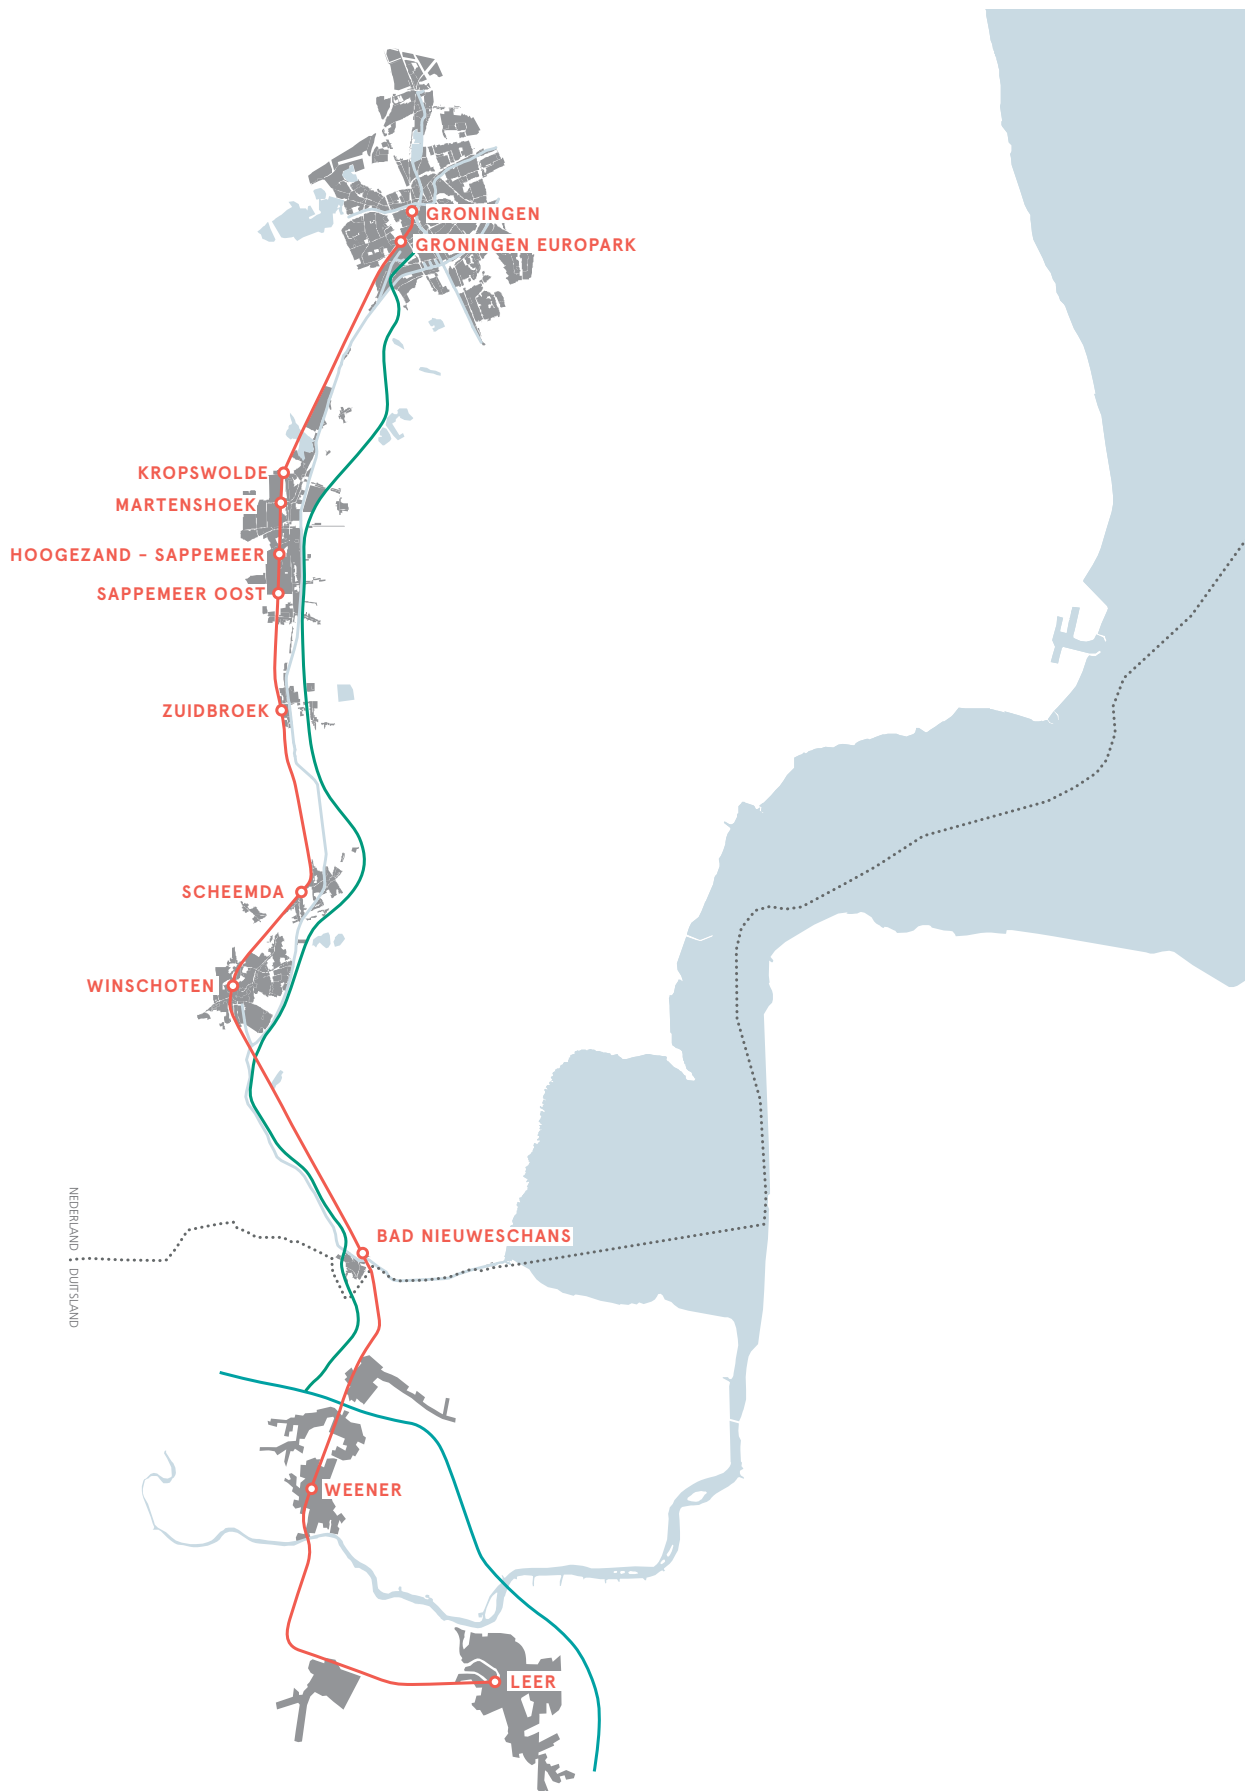 GRONINGEN
GRONINGEN EUROPARK
KROPSWOLDE
MARTENSHOEK
HOOGEZAND - SAPPEMEER
SAPPEMEER OOST
ZUIDBROEK
SCHEEMDA
WINSCHOTEN
NEDERLAND
DUITSLAND
BAD NIEUWESCHANS
WEENER
LEER